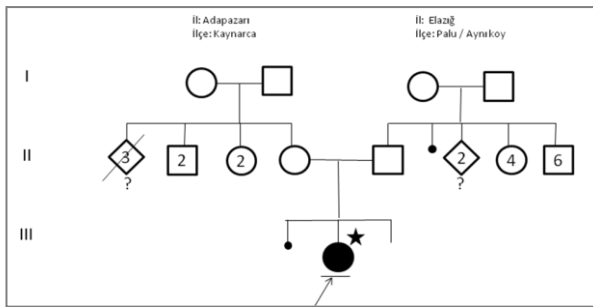 İl: Adapazarı
İlçe: Kaynarca
İl: Elazığ
İlçe: Palu / Aynıkoy
I
II
3
2
2
2
4
6
?
?
III